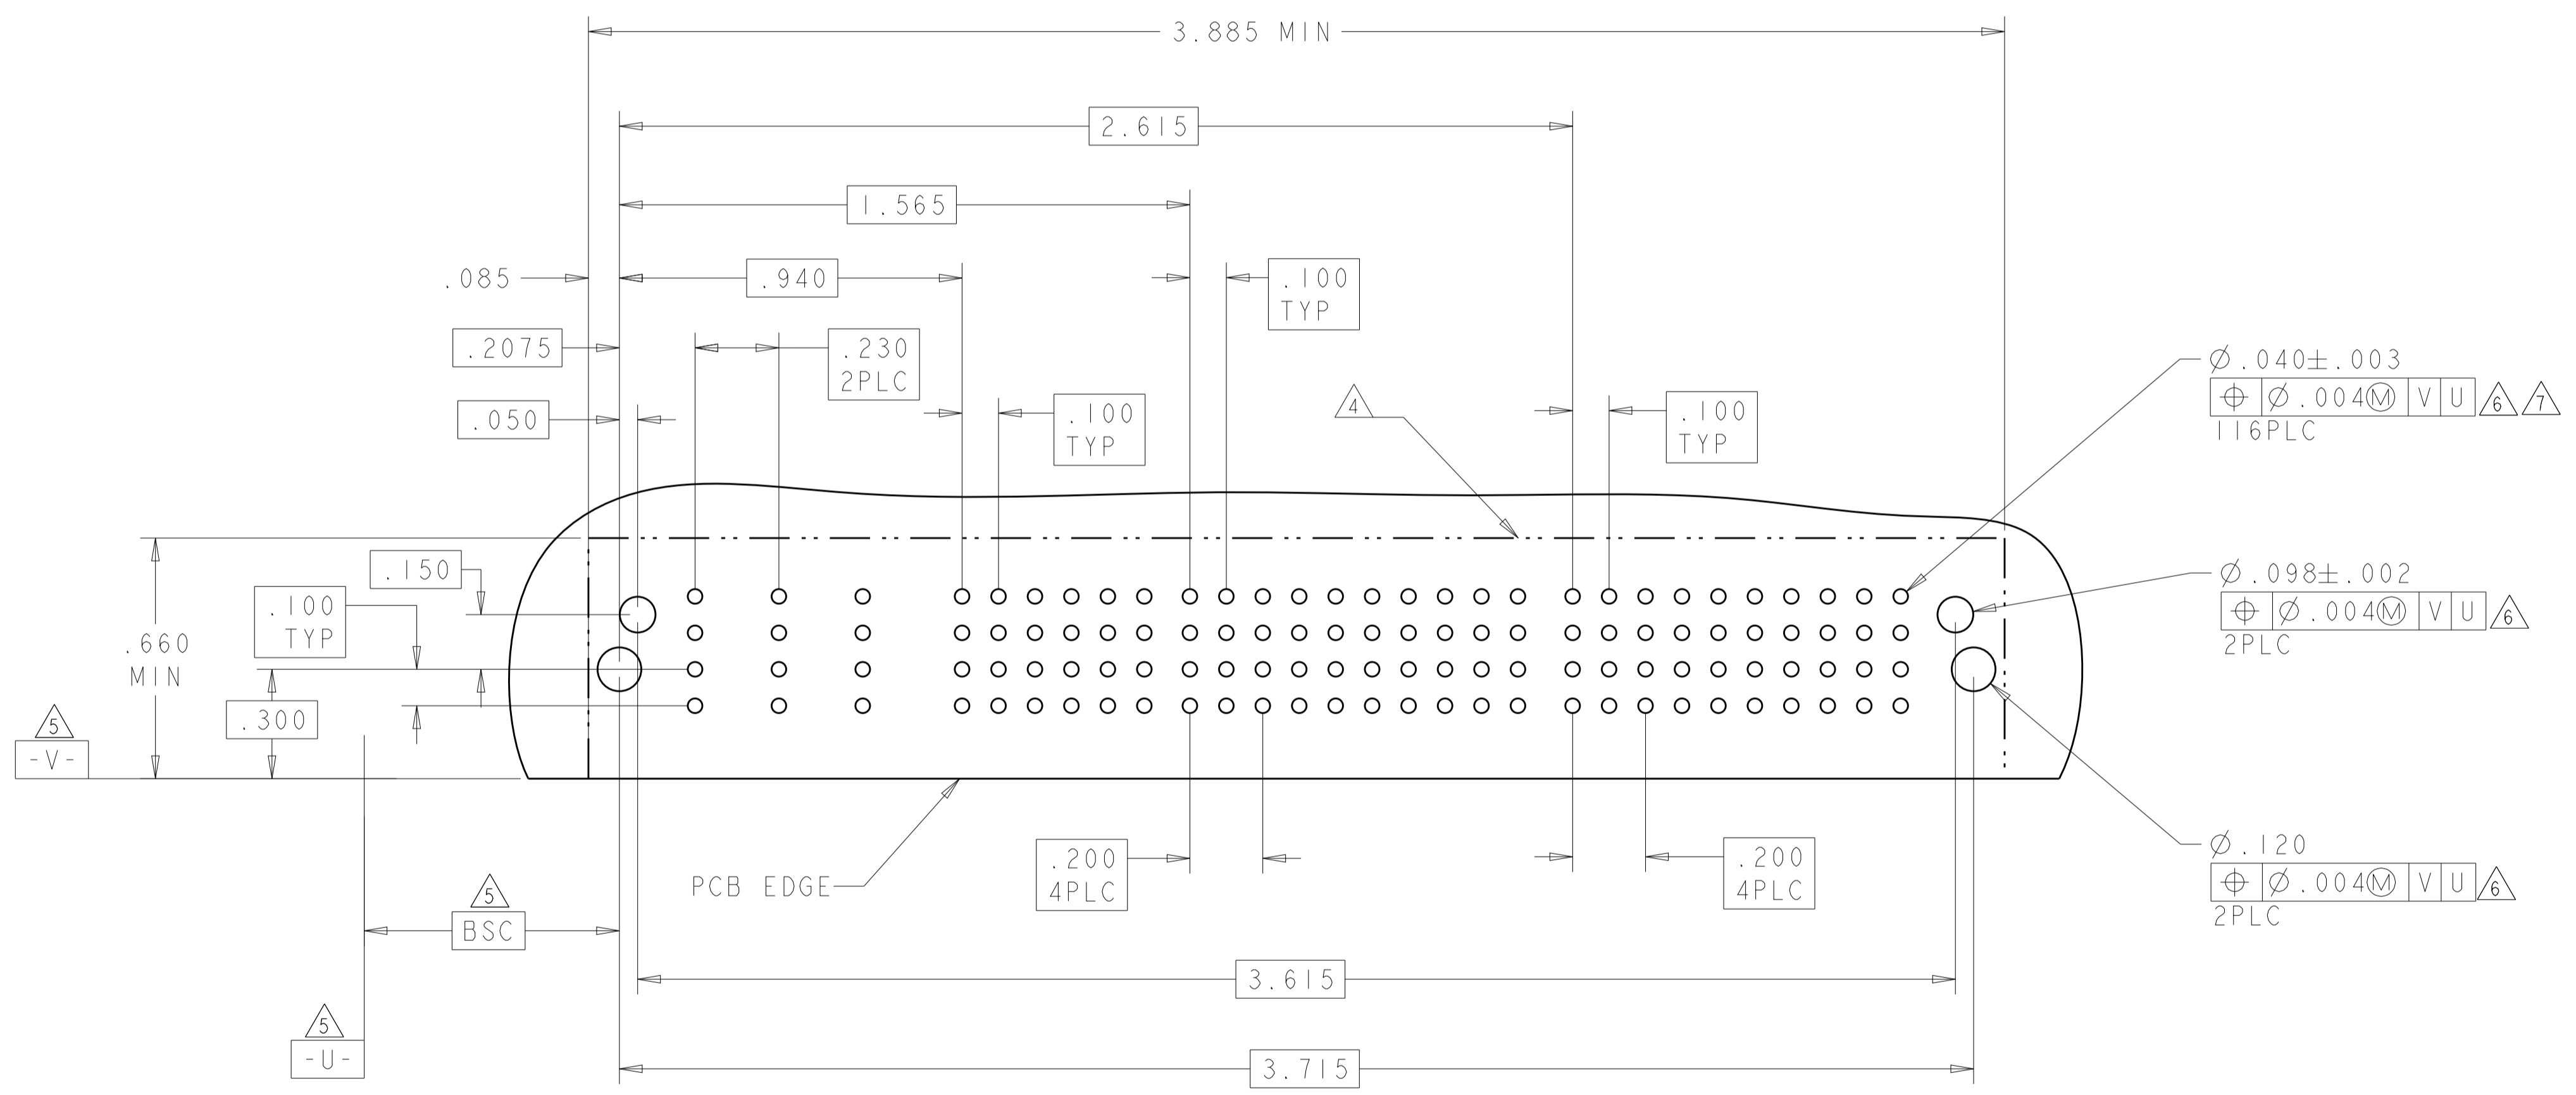 3.885 MIN
2.615
1.565
.085
.940
.100
TYP
.2075
.230
2PLC
.050
.100
TYP
4
.100
TYP
Ø.040±.003
⌖ Ø.004Ⓜ V U 6 7
116PLC
.150
.100
TYP
.660
MIN
.300
5
-V-
Ø.098±.002
⌖ Ø.004Ⓜ V U 6
2PLC
Ø.120
⌖ Ø.004Ⓜ V U 6
2PLC
PCB EDGE
.200
4PLC
.200
4PLC
5
BSC
3.615
5
-U-
3.715